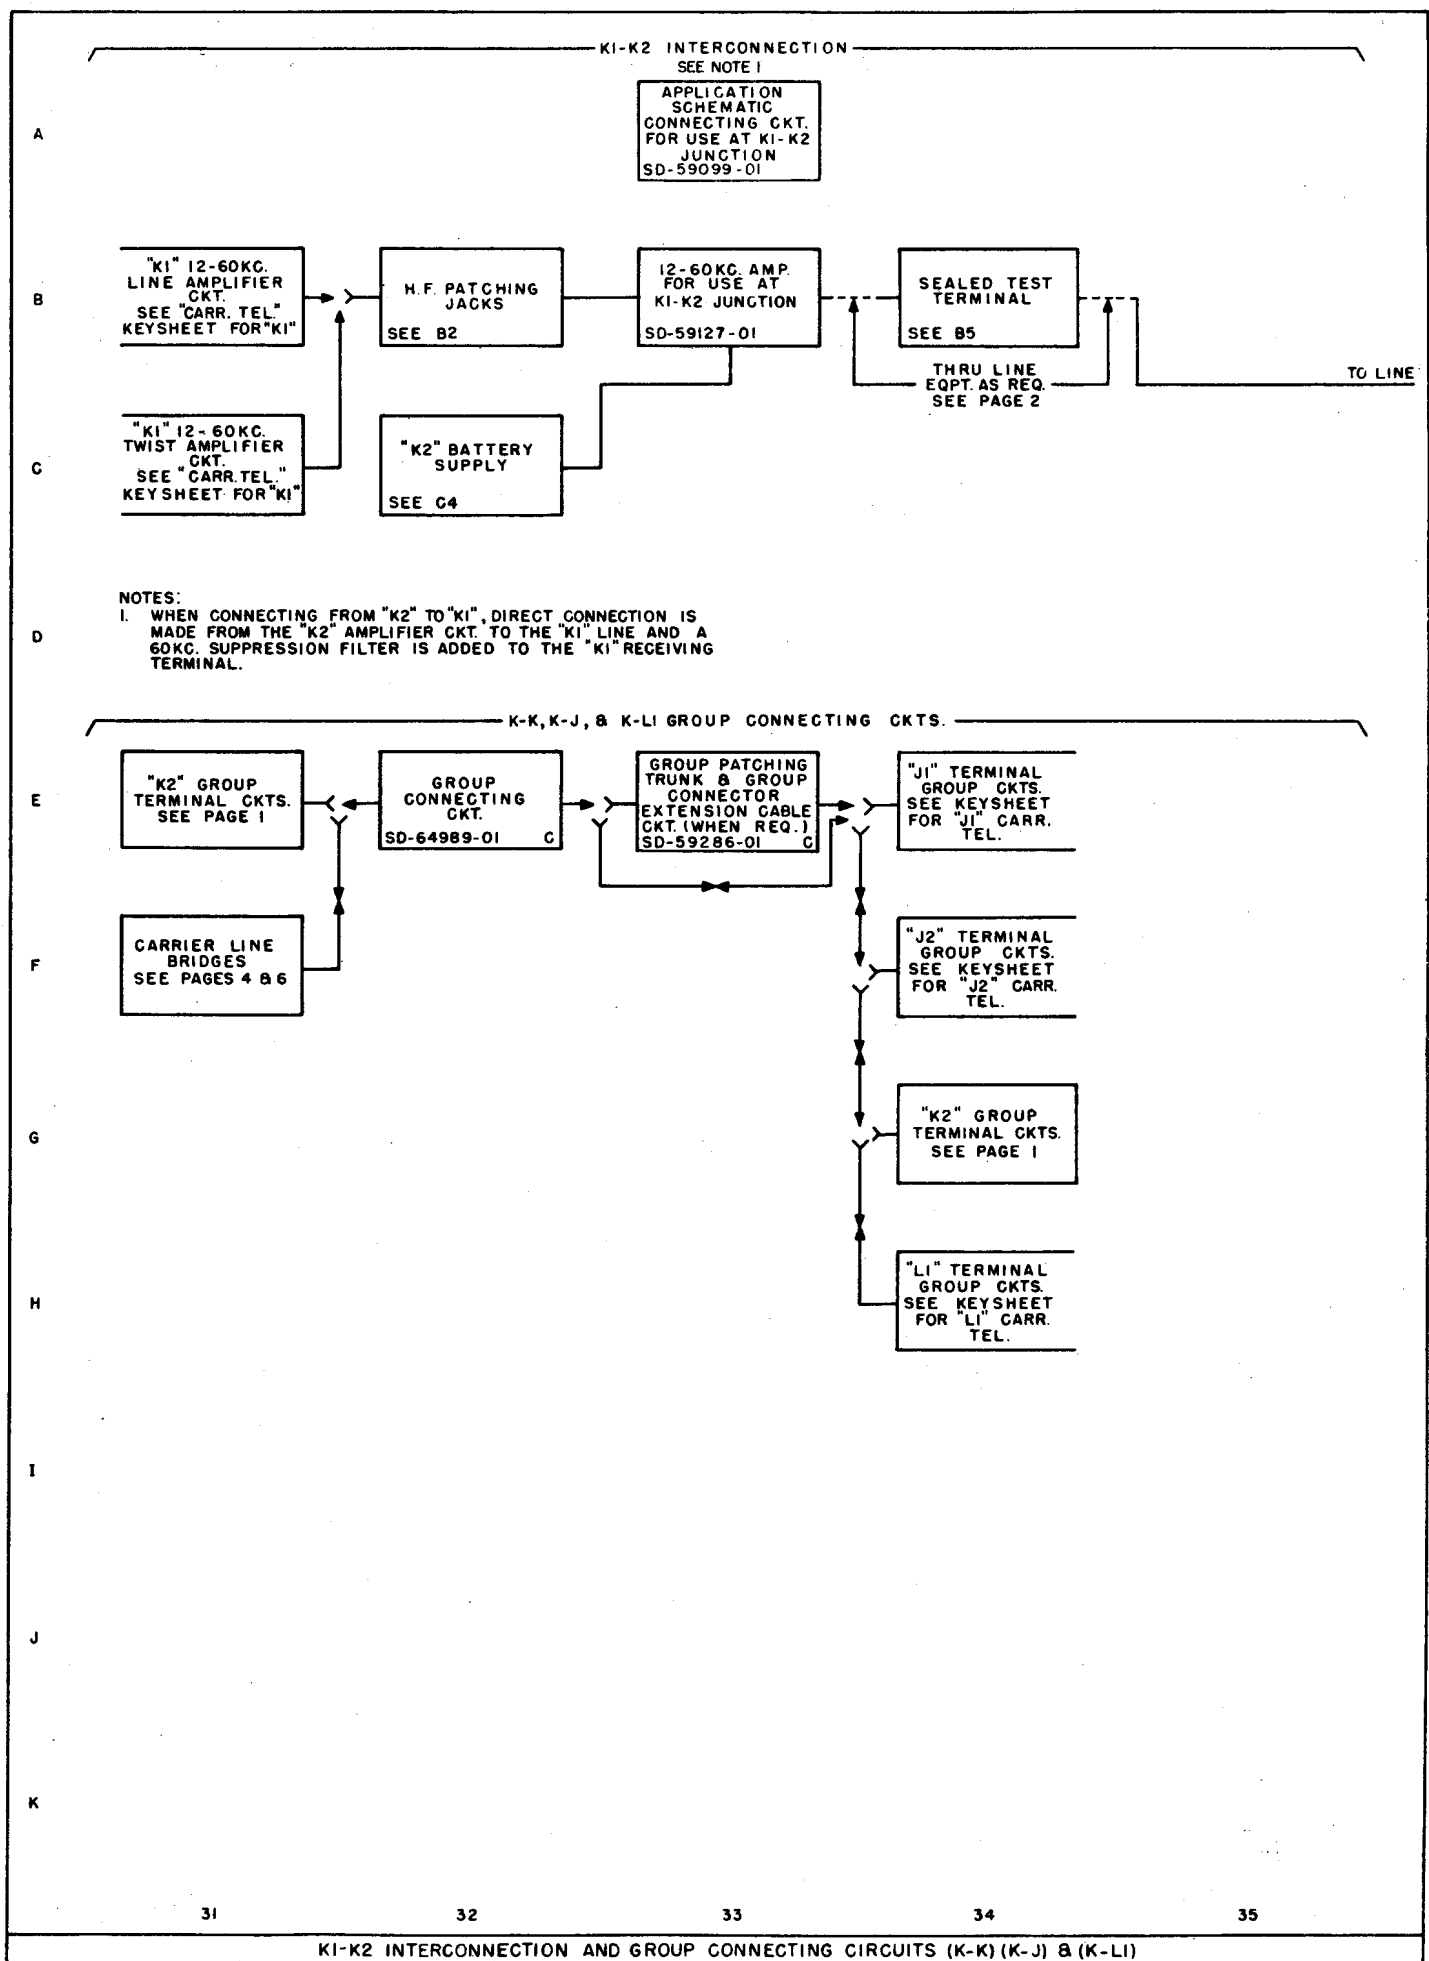 K1-K2 INTERCONNECTION
SEE NOTE 1
APPLICATION
SCHEMATIC
CONNECTING CKT.
FOR USE AT K1-K2
JUNCTION
SD-59099-01
A
"K1" 12-60KC.
LINE AMPLIFIER
CKT.
SEE "CARR. TEL."
KEYSHEET FOR "K1"
H.F. PATCHING
JACKS
SEE B2
12-60KC. AMP.
FOR USE AT
K1-K2 JUNCTION
SD-59127-01
SEALED TEST
TERMINAL
SEE B5
B
THRU LINE
EQPT. AS REQ.
SEE PAGE 2
TO LINE
"K1" 12-60KC.
TWIST AMPLIFIER
CKT.
SEE "CARR. TEL."
KEYSHEET FOR "K1"
"K2" BATTERY
SUPPLY
SEE C4
C
NOTES:
1. WHEN CONNECTING FROM "K2" TO "K1", DIRECT CONNECTION IS
MADE FROM THE "K2" AMPLIFIER CKT. TO THE "K1" LINE AND A
60KC. SUPPRESSION FILTER IS ADDED TO THE "K1" RECEIVING
TERMINAL.
D
K-K, K-J, & K-L1 GROUP CONNECTING CKTS.
"K2" GROUP
TERMINAL CKTS.
SEE PAGE 1
GROUP
CONNECTING
CKT.
SD-64989-01 C
GROUP PATCHING
TRUNK & GROUP
CONNECTOR
EXTENSION CABLE
CKT. (WHEN REQ.)
SD-59286-01 C
"J1" TERMINAL
GROUP CKTS.
SEE KEYSHEET
FOR "J1" CARR.
TEL.
E
CARRIER LINE
BRIDGES
SEE PAGES 4 & 6
"J2" TERMINAL
GROUP CKTS.
SEE KEYSHEET
FOR "J2" CARR.
TEL.
F
"K2" GROUP
TERMINAL CKTS.
SEE PAGE 1
G
"L1" TERMINAL
GROUP CKTS.
SEE KEYSHEET
FOR "L1" CARR.
TEL.
H
I
J
K
31 32 33 34 35
K1-K2 INTERCONNECTION AND GROUP CONNECTING CIRCUITS (K-K) (K-J) & (K-L1)